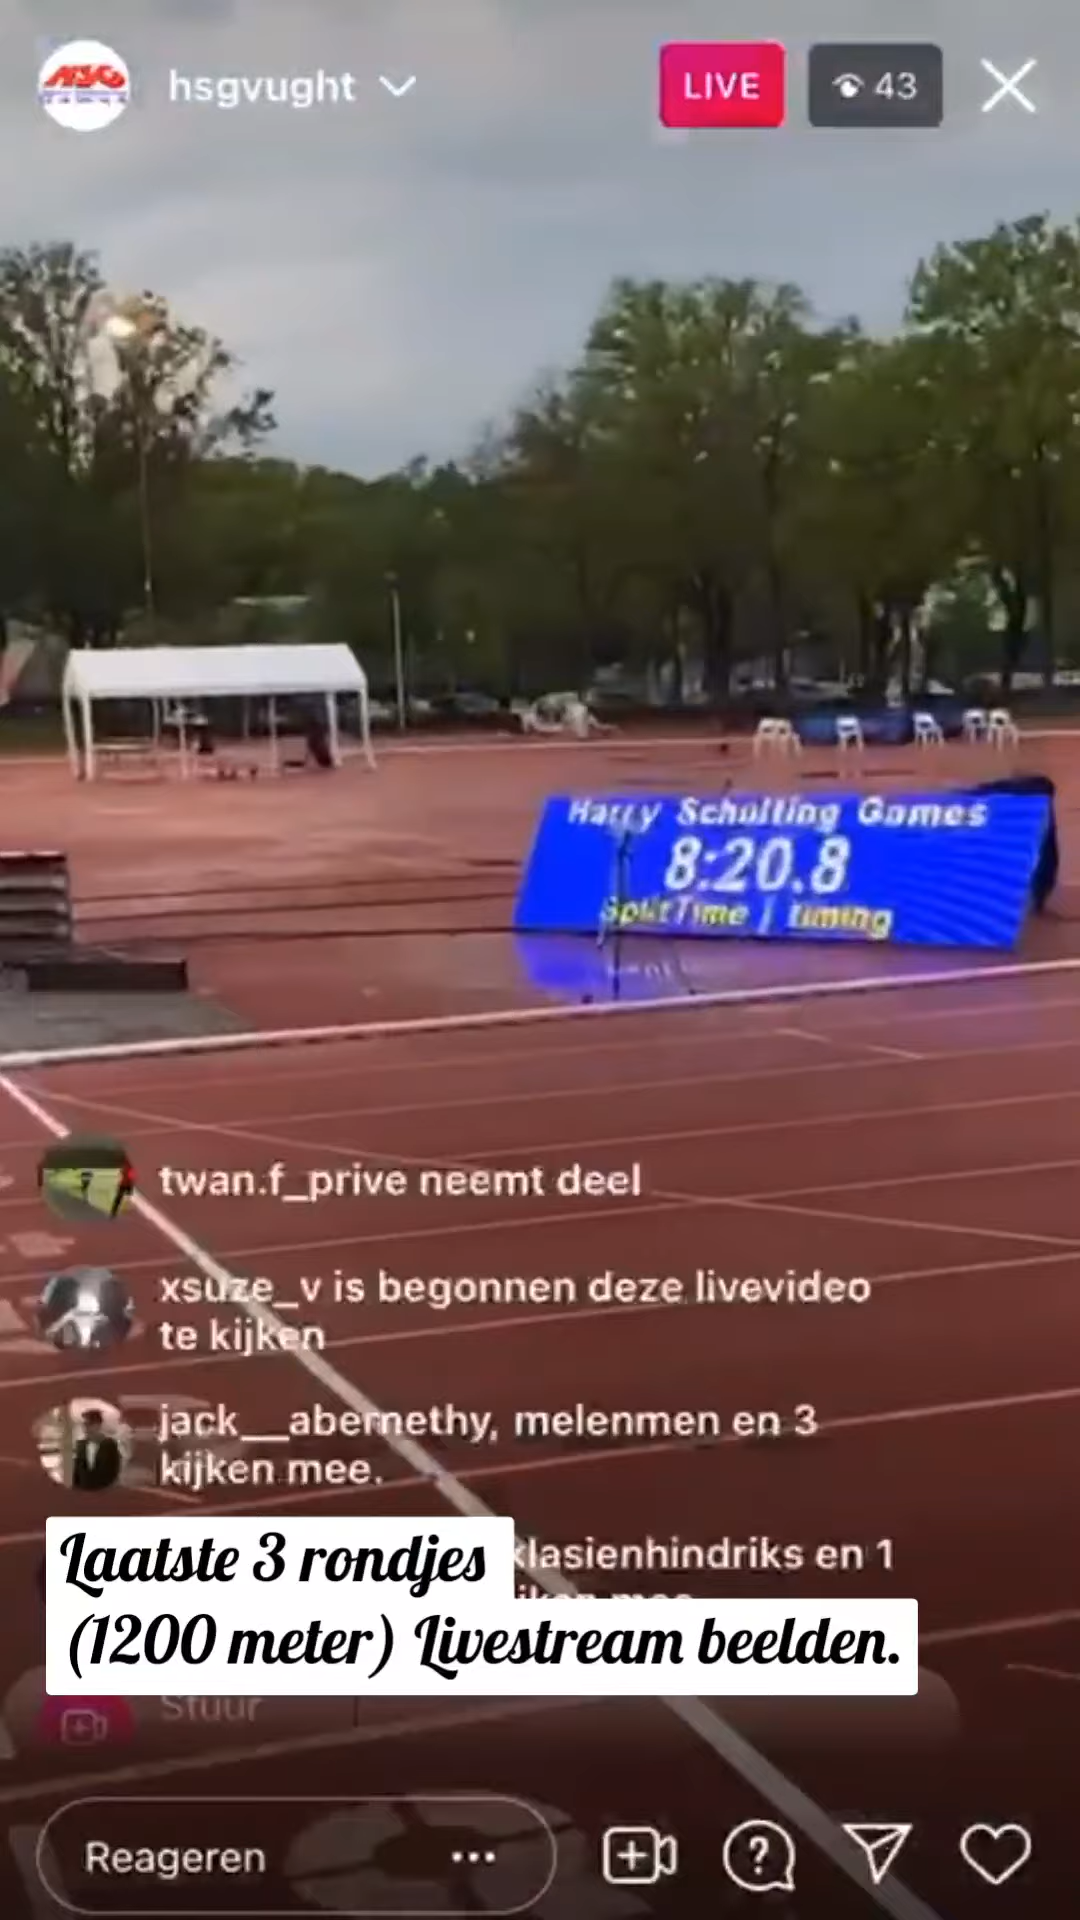 hsgvught
LIVE
43
Harry Schulting Games
8:20.8
SplitTime | timing
twan.f_prive neemt deel
xsuze_v is begonnen deze livevideo
te kijken
jack__abernethy, melenmen en 3
kijken mee.
klasienhindriks en 1
Laatste 3 rondjes
(1200 meter) Livestream beelden.
Stuur
Reageren